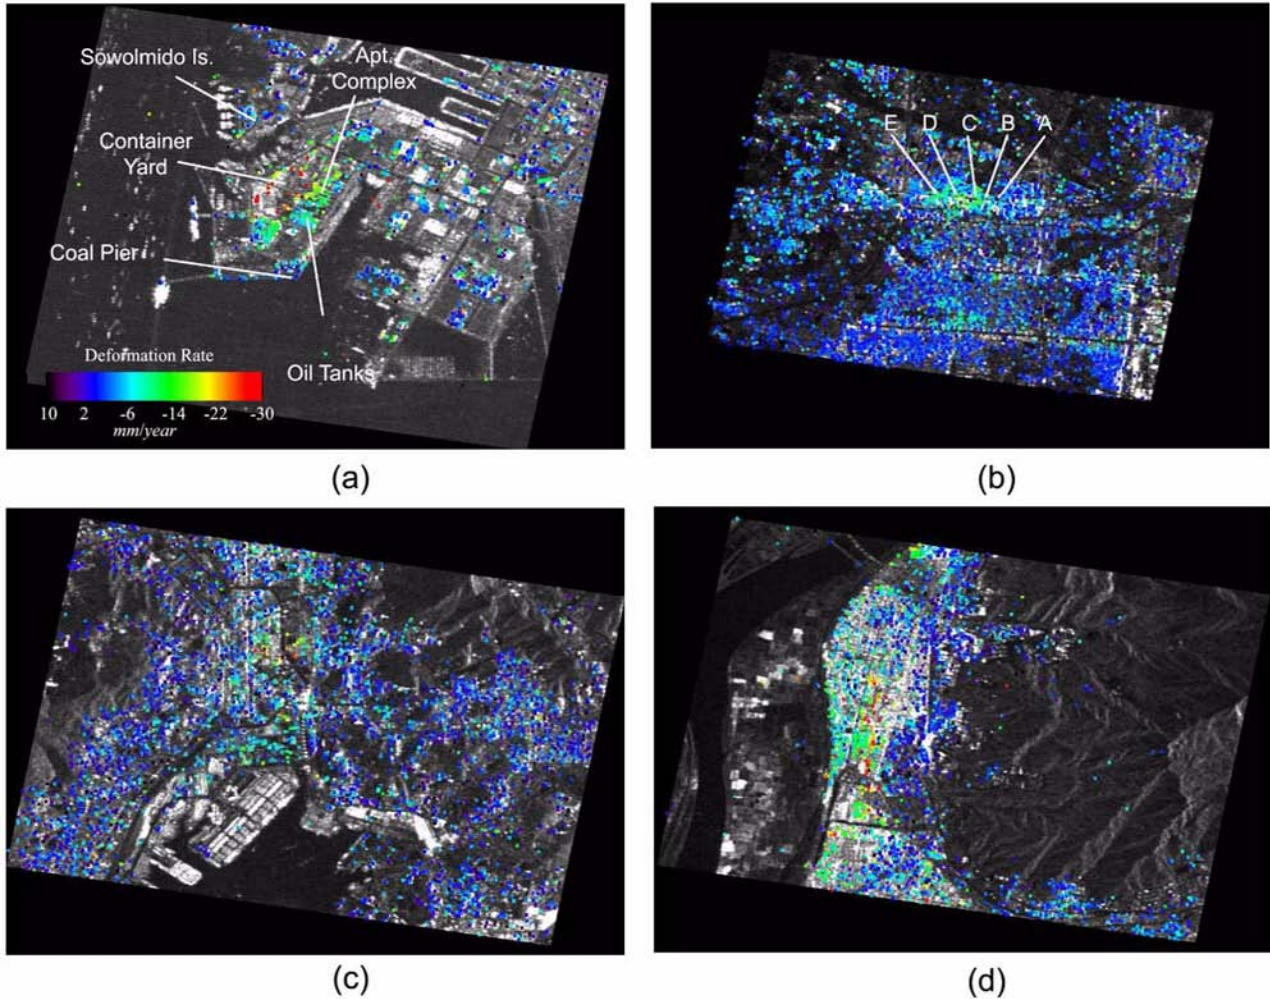 Sowolmido Is.
Apt.
Complex
Container
Yard
Coal Pier
Oil Tanks
Deformation Rate
10 2 -6 -14 -22 -30
mm/year
(a)
E D C B A
(b)
(c)
(d)